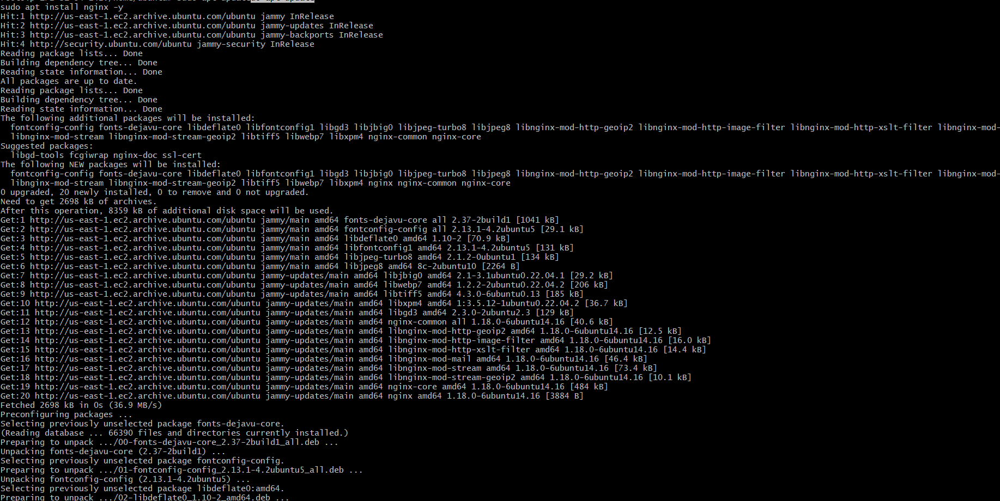 sudo apt install nginx -y
Hit:1 http://us-east-1.ec2.archive.ubuntu.com/ubuntu jammy InRelease
Hit:2 http://us-east-1.ec2.archive.ubuntu.com/ubuntu jammy-updates InRelease
Hit:3 http://us-east-1.ec2.archive.ubuntu.com/ubuntu jammy-backports InRelease
Hit:4 http://security.ubuntu.com/ubuntu jammy-security InRelease
Reading package lists... Done
Building dependency tree... Done
Reading state information... Done
All packages are up to date.
Reading package lists... Done
Building dependency tree... Done
Reading state information... Done
The following additional packages will be installed:
  fontconfig-config fonts-dejavu-core libdeflate0 libfontconfig1 libgd3 libjbig0 libjpeg-turbo8 libjpeg8 libnginx-mod-http-geoip2 libnginx-mod-http-image-filter libnginx-mod-http-xslt-filter libnginx-mod-
  libnginx-mod-stream libnginx-mod-stream-geoip2 libtiff5 libwebp7 libxpm4 nginx-common nginx-core
Suggested packages:
  libgd-tools fcgiwrap nginx-doc ssl-cert
The following NEW packages will be installed:
  fontconfig-config fonts-dejavu-core libdeflate0 libfontconfig1 libgd3 libjbig0 libjpeg-turbo8 libjpeg8 libnginx-mod-http-geoip2 libnginx-mod-http-image-filter libnginx-mod-http-xslt-filter libnginx-mod-
  libnginx-mod-stream libnginx-mod-stream-geoip2 libtiff5 libwebp7 libxpm4 nginx nginx-common nginx-core
0 upgraded, 20 newly installed, 0 to remove and 0 not upgraded.
Need to get 2698 kB of archives.
After this operation, 8359 kB of additional disk space will be used.
Get:1 http://us-east-1.ec2.archive.ubuntu.com/ubuntu jammy/main amd64 fonts-dejavu-core all 2.37-2build1 [1041 kB]
Get:2 http://us-east-1.ec2.archive.ubuntu.com/ubuntu jammy/main amd64 fontconfig-config all 2.13.1-4.2ubuntu5 [29.1 kB]
Get:3 http://us-east-1.ec2.archive.ubuntu.com/ubuntu jammy/main amd64 libdeflate0 amd64 1.10-2 [70.9 kB]
Get:4 http://us-east-1.ec2.archive.ubuntu.com/ubuntu jammy/main amd64 libfontconfig1 amd64 2.13.1-4.2ubuntu5 [131 kB]
Get:5 http://us-east-1.ec2.archive.ubuntu.com/ubuntu jammy/main amd64 libjpeg-turbo8 amd64 2.1.2-0ubuntu1 [134 kB]
Get:6 http://us-east-1.ec2.archive.ubuntu.com/ubuntu jammy/main amd64 libjpeg8 amd64 8c-2ubuntu10 [2264 B]
Get:7 http://us-east-1.ec2.archive.ubuntu.com/ubuntu jammy-updates/main amd64 libjbig0 amd64 2.1-3.1ubuntu0.22.04.1 [29.2 kB]
Get:8 http://us-east-1.ec2.archive.ubuntu.com/ubuntu jammy-updates/main amd64 libwebp7 amd64 1.2.2-2ubuntu0.22.04.2 [206 kB]
Get:9 http://us-east-1.ec2.archive.ubuntu.com/ubuntu jammy-updates/main amd64 libtiff5 amd64 4.3.0-6ubuntu0.13 [185 kB]
Get:10 http://us-east-1.ec2.archive.ubuntu.com/ubuntu jammy-updates/main amd64 libxpm4 amd64 1:3.5.12-1ubuntu0.22.04.2 [36.7 kB]
Get:11 http://us-east-1.ec2.archive.ubuntu.com/ubuntu jammy-updates/main amd64 libgd3 amd64 2.3.0-2ubuntu2.3 [129 kB]
Get:12 http://us-east-1.ec2.archive.ubuntu.com/ubuntu jammy-updates/main amd64 nginx-common all 1.18.0-6ubuntu14.16 [40.6 kB]
Get:13 http://us-east-1.ec2.archive.ubuntu.com/ubuntu jammy-updates/main amd64 libnginx-mod-http-geoip2 amd64 1.18.0-6ubuntu14.16 [12.5 kB]
Get:14 http://us-east-1.ec2.archive.ubuntu.com/ubuntu jammy-updates/main amd64 libnginx-mod-http-image-filter amd64 1.18.0-6ubuntu14.16 [16.0 kB]
Get:15 http://us-east-1.ec2.archive.ubuntu.com/ubuntu jammy-updates/main amd64 libnginx-mod-http-xslt-filter amd64 1.18.0-6ubuntu14.16 [14.4 kB]
Get:16 http://us-east-1.ec2.archive.ubuntu.com/ubuntu jammy-updates/main amd64 libnginx-mod-mail amd64 1.18.0-6ubuntu14.16 [46.4 kB]
Get:17 http://us-east-1.ec2.archive.ubuntu.com/ubuntu jammy-updates/main amd64 libnginx-mod-stream amd64 1.18.0-6ubuntu14.16 [73.4 kB]
Get:18 http://us-east-1.ec2.archive.ubuntu.com/ubuntu jammy-updates/main amd64 libnginx-mod-stream-geoip2 amd64 1.18.0-6ubuntu14.16 [10.1 kB]
Get:19 http://us-east-1.ec2.archive.ubuntu.com/ubuntu jammy-updates/main amd64 nginx-core amd64 1.18.0-6ubuntu14.16 [484 kB]
Get:20 http://us-east-1.ec2.archive.ubuntu.com/ubuntu jammy-updates/main amd64 nginx amd64 1.18.0-6ubuntu14.16 [3884 B]
Fetched 2698 kB in 0s (36.9 MB/s)
Preconfiguring packages ...
Selecting previously unselected package fonts-dejavu-core.
(Reading database ... 66390 files and directories currently installed.)
Preparing to unpack .../00-fonts-dejavu-core_2.37-2build1_all.deb ...
Unpacking fonts-dejavu-core (2.37-2build1) ...
Selecting previously unselected package fontconfig-config.
Preparing to unpack .../01-fontconfig-config_2.13.1-4.2ubuntu5_all.deb ...
Unpacking fontconfig-config (2.13.1-4.2ubuntu5) ...
Selecting previously unselected package libdeflate0:amd64.
Preparing to unpack .../02-libdeflate0_1.10-2_amd64.deb ...